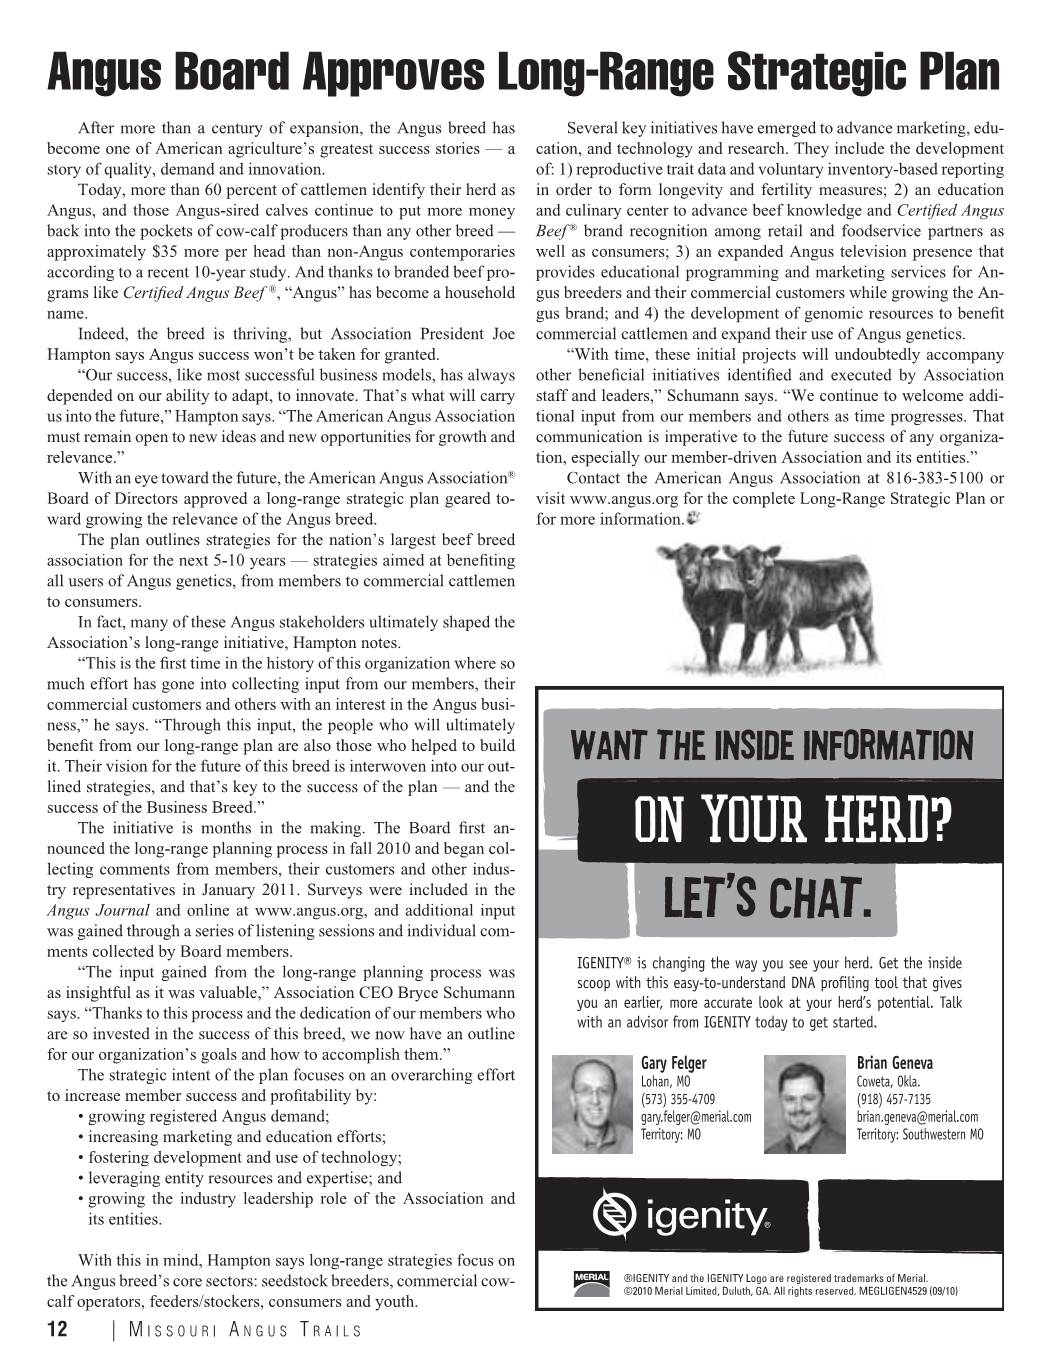 Angus Board Approves Long-Range Strategic Plan
After more than a century of expansion, the Angus breed has
become one of American agriculture's greatest success stories — a
story of quality, demand and innovation.
Today, more than 60 percent of cattlemen identify their herd as
Angus, and those Angus-sired calves continue to put more money
back into the pockets of cow-calf producers than any other breed —
approximately $35 more per head than non-Angus contemporaries
according to a recent 10-year study. And thanks to branded beef pro-
grams like Certified Angus Beef ®, “Angus” has become a household
name.
Indeed, the breed is thriving, but Association President Joe
Hampton says Angus success won't be taken for granted.
“Our success, like most successful business models, has always
depended on our ability to adapt, to innovate. That's what will carry
us into the future,” Hampton says. “The American Angus Association
must remain open to new ideas and new opportunities for growth and
relevance.”
With an eye toward the future, the American Angus Association®
Board of Directors approved a long-range strategic plan geared to-
ward growing the relevance of the Angus breed.
The plan outlines strategies for the nation's largest beef breed
association for the next 5-10 years — strategies aimed at benefiting
all users of Angus genetics, from members to commercial cattlemen
to consumers.
In fact, many of these Angus stakeholders ultimately shaped the
Association's long-range initiative, Hampton notes.
“This is the first time in the history of this organization where so
much effort has gone into collecting input from our members, their
commercial customers and others with an interest in the Angus busi-
ness,” he says. “Through this input, the people who will ultimately
benefit from our long-range plan are also those who helped to build
it. Their vision for the future of this breed is interwoven into our out-
lined strategies, and that's key to the success of the plan — and the
success of the Business Breed.”
The initiative is months in the making. The Board first an-
nounced the long-range planning process in fall 2010 and began col-
lecting comments from members, their customers and other indus-
try representatives in January 2011. Surveys were included in the
Angus Journal and online at www.angus.org, and additional input
was gained through a series of listening sessions and individual com-
ments collected by Board members.
“The input gained from the long-range planning process was
as insightful as it was valuable,” Association CEO Bryce Schumann
says. “Thanks to this process and the dedication of our members who
are so invested in the success of this breed, we now have an outline
for our organization's goals and how to accomplish them.”
The strategic intent of the plan focuses on an overarching effort
to increase member success and profitability by:
• growing registered Angus demand;
• increasing marketing and education efforts;
• fostering development and use of technology;
• leveraging entity resources and expertise; and
• growing the industry leadership role of the Association and
its entities.
With this in mind, Hampton says long-range strategies focus on
the Angus breed's core sectors: seedstock breeders, commercial cow-
calf operators, feeders/stockers, consumers and youth.
Several key initiatives have emerged to advance marketing, edu-
cation, and technology and research. They include the development
of: 1) reproductive trait data and voluntary inventory-based reporting
in order to form longevity and fertility measures; 2) an education
and culinary center to advance beef knowledge and Certified Angus
Beef ® brand recognition among retail and foodservice partners as
well as consumers; 3) an expanded Angus television presence that
provides educational programming and marketing services for An-
gus breeders and their commercial customers while growing the An-
gus brand; and 4) the development of genomic resources to benefit
commercial cattlemen and expand their use of Angus genetics.
“With time, these initial projects will undoubtedly accompany
other beneficial initiatives identified and executed by Association
staff and leaders,” Schumann says. “We continue to welcome addi-
tional input from our members and others as time progresses. That
communication is imperative to the future success of any organiza-
tion, especially our member-driven Association and its entities.”
Contact the American Angus Association at 816-383-5100 or
visit www.angus.org for the complete Long-Range Strategic Plan or
for more information.
WANT THE INSIDE INFORMATION
ON YOUR HERD?
LET'S CHAT.
IGENITY® is changing the way you see your herd. Get the inside
scoop with this easy-to-understand DNA profiling tool that gives
you an earlier, more accurate look at your herd's potential. Talk
with an advisor from IGENITY today to get started.
Gary Felger
Lohan, MO
(573) 355-4709
gary.felger@merial.com
Territory: MO
Brian Geneva
Coweta, Okla.
(918) 457-7135
brian.geneva@merial.com
Territory: Southwestern MO
igenity®
MERIAL
®IGENITY and the IGENITY Logo are registered trademarks of Merial.
©2010 Merial Limited, Duluth, GA. All rights reserved. MEGLIGEN4529 (09/10)
12 | MISSOURI ANGUS TRAILS